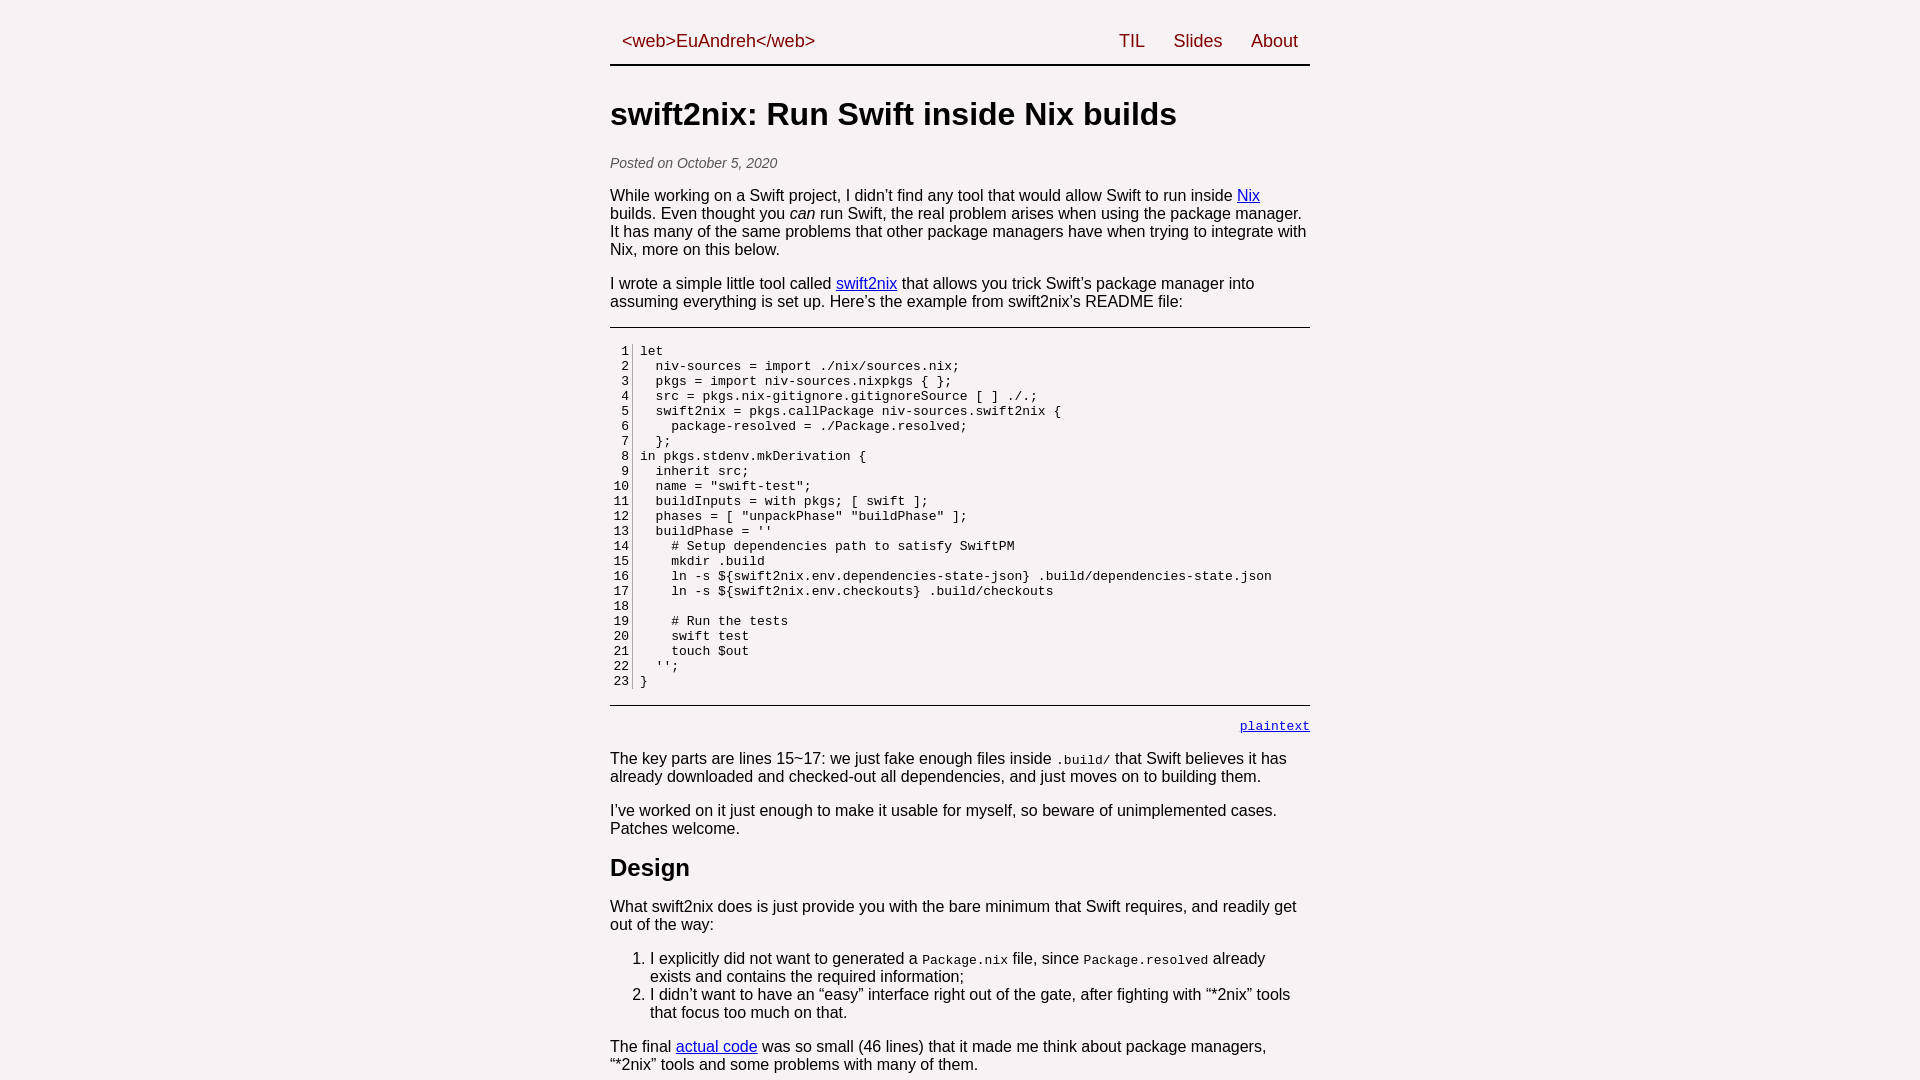 <web>EuAndreh</web> TIL Slides About
swift2nix: Run Swift inside Nix builds
Posted on October 5, 2020
While working on a Swift project, I didn’t find any tool that would allow Swift to run inside Nix
builds. Even thought you can run Swift, the real problem arises when using the package manager.
It has many of the same problems that other package managers have when trying to integrate with
Nix, more on this below.
I wrote a simple little tool called swift2nix that allows you trick Swift’s package manager into
assuming everything is set up. Here’s the example from swift2nix’s README file:
1 let
2   niv-sources = import ./nix/sources.nix;
3   pkgs = import niv-sources.nixpkgs { };
4   src = pkgs.nix-gitignore.gitignoreSource [ ] ./.;
5   swift2nix = pkgs.callPackage niv-sources.swift2nix {
6     package-resolved = ./Package.resolved;
7   };
8 in pkgs.stdenv.mkDerivation {
9   inherit src;
10   name = "swift-test";
11   buildInputs = with pkgs; [ swift ];
12   phases = [ "unpackPhase" "buildPhase" ];
13   buildPhase = ''
14     # Setup dependencies path to satisfy SwiftPM
15     mkdir .build
16     ln -s ${swift2nix.env.dependencies-state-json} .build/dependencies-state.json
17     ln -s ${swift2nix.env.checkouts} .build/checkouts
18
19     # Run the tests
20     swift test
21     touch $out
22   '';
23 }
plaintext
The key parts are lines 15~17: we just fake enough files inside .build/ that Swift believes it has
already downloaded and checked-out all dependencies, and just moves on to building them.
I’ve worked on it just enough to make it usable for myself, so beware of unimplemented cases.
Patches welcome.
Design
What swift2nix does is just provide you with the bare minimum that Swift requires, and readily get
out of the way:
1. I explicitly did not want to generated a Package.nix file, since Package.resolved already
exists and contains the required information;
2. I didn’t want to have an “easy” interface right out of the gate, after fighting with “*2nix” tools
that focus too much on that.
The final actual code was so small (46 lines) that it made me think about package managers,
“*2nix” tools and some problems with many of them.